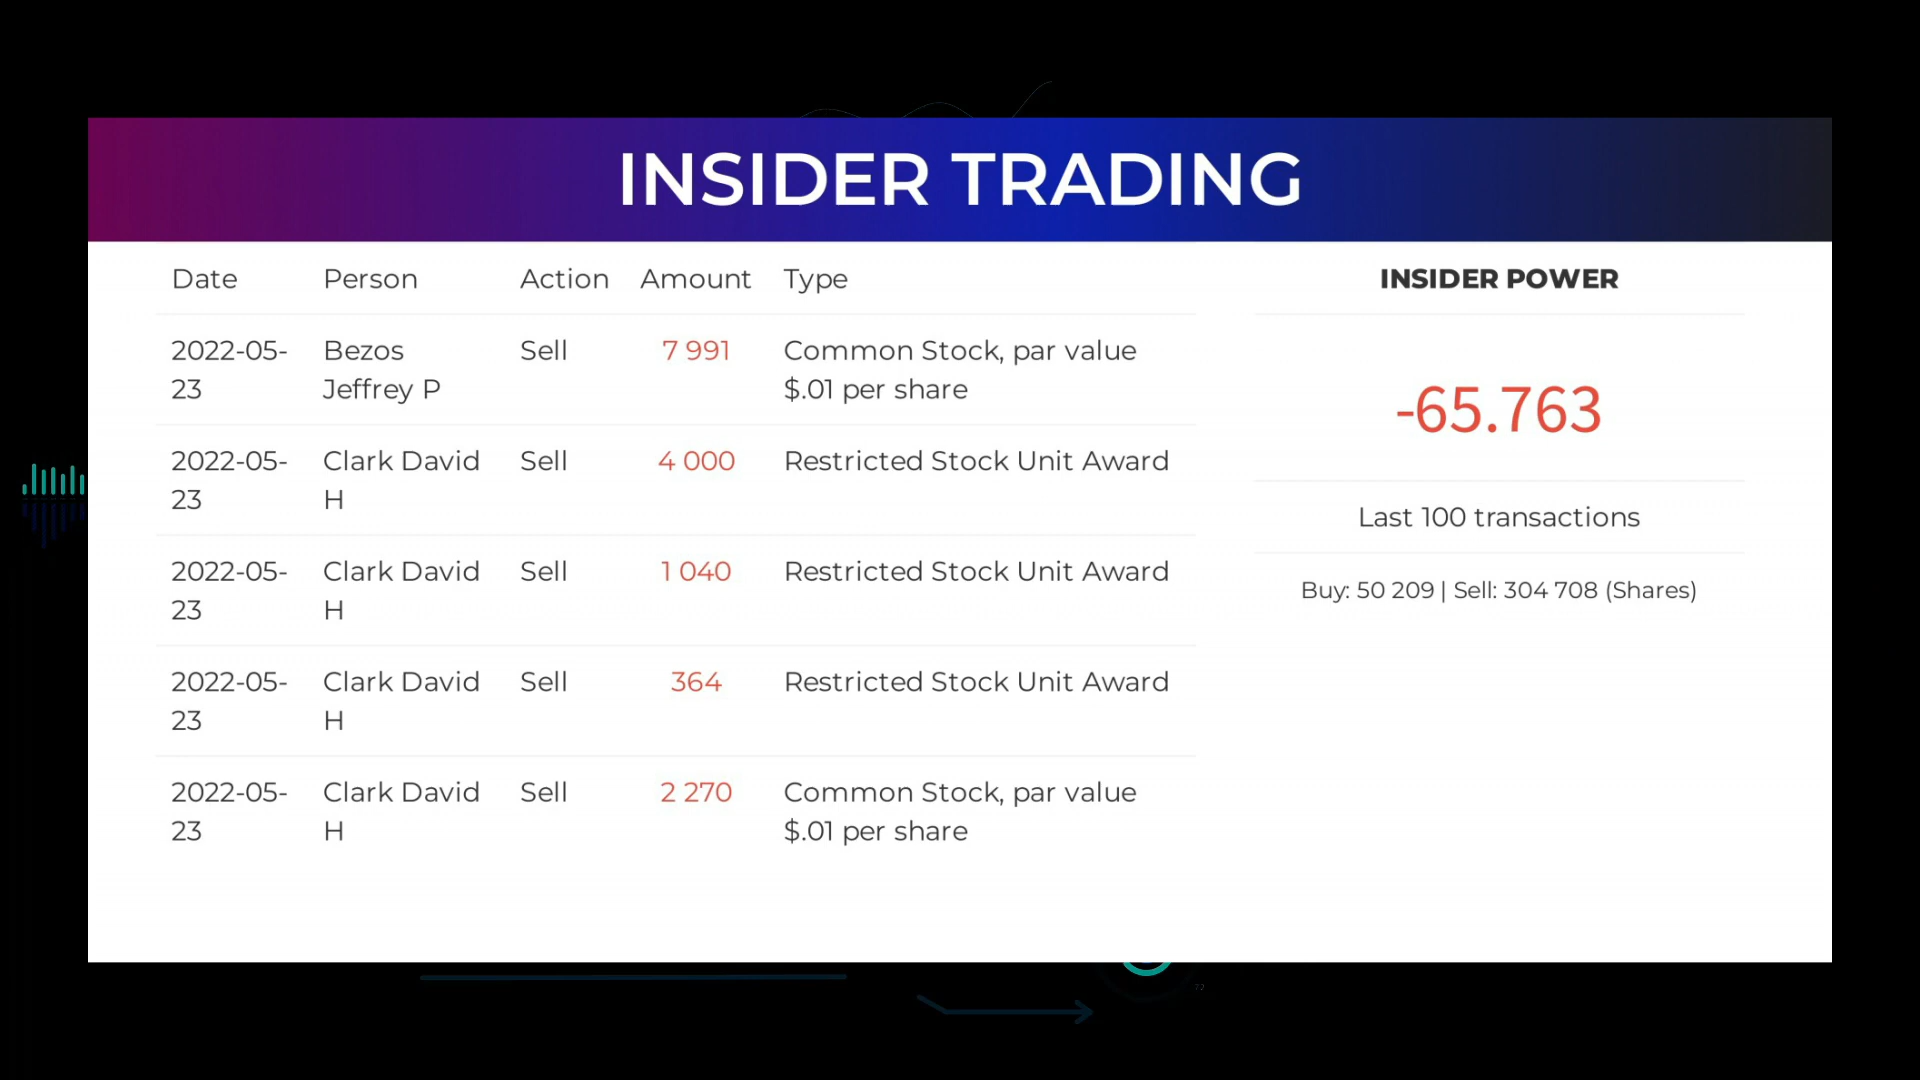 INSIDER TRADING
Date Person Action Amount Type
2022-05- Bezos Sell 7 991 Common Stock, par value
23 Jeffrey P $.01 per share
2022-05- Clark David Sell 4 000 Restricted Stock Unit Award
23 H
2022-05- Clark David Sell 1 040 Restricted Stock Unit Award
23 H
2022-05- Clark David Sell 364 Restricted Stock Unit Award
23 H
2022-05- Clark David Sell 2 270 Common Stock, par value
23 H $.01 per share
INSIDER POWER
-65.763
Last 100 transactions
Buy: 50 209 | Sell: 304 708 (Shares)